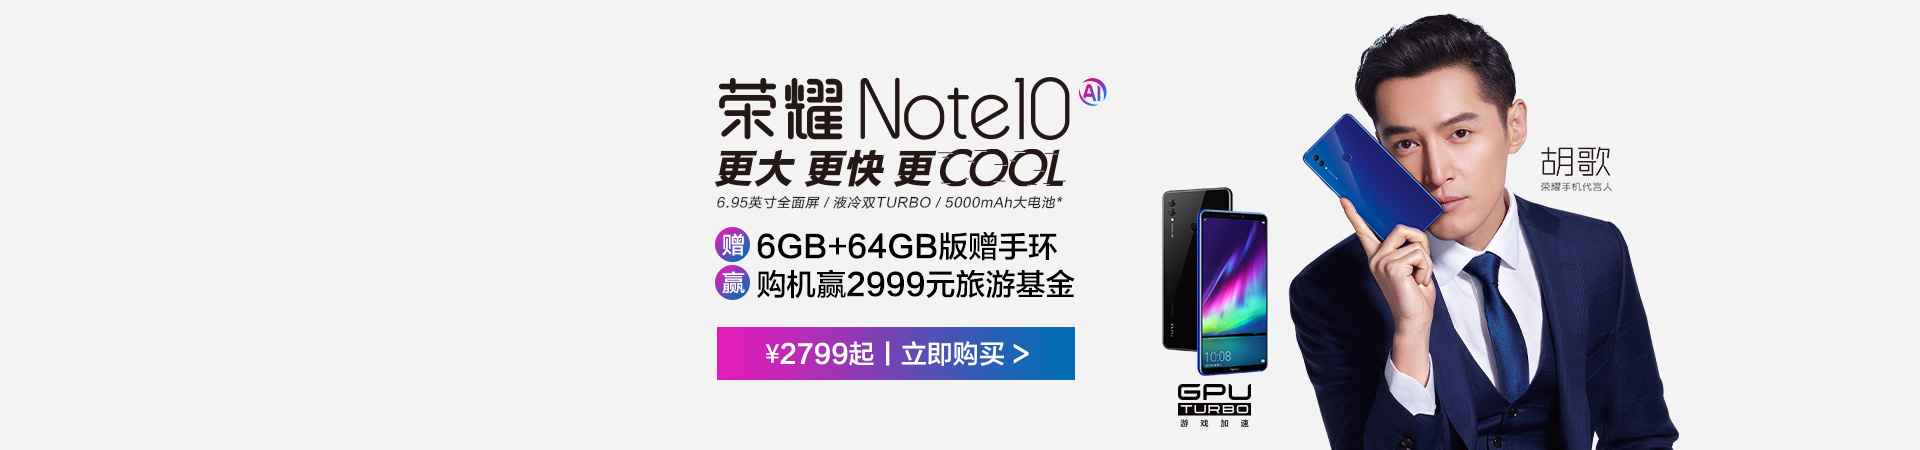 荣耀 Note10 AI
更大 更快 更COOL
6.95英寸全面屏 / 液冷双TURBO / 5000mAh大电池*
赠 6GB+64GB版赠手环
赢 购机赢2999元旅游基金
¥2799起 | 立即购买 >
10:08
GPU
TURBO
游戏加速
胡歌
荣耀手机代言人